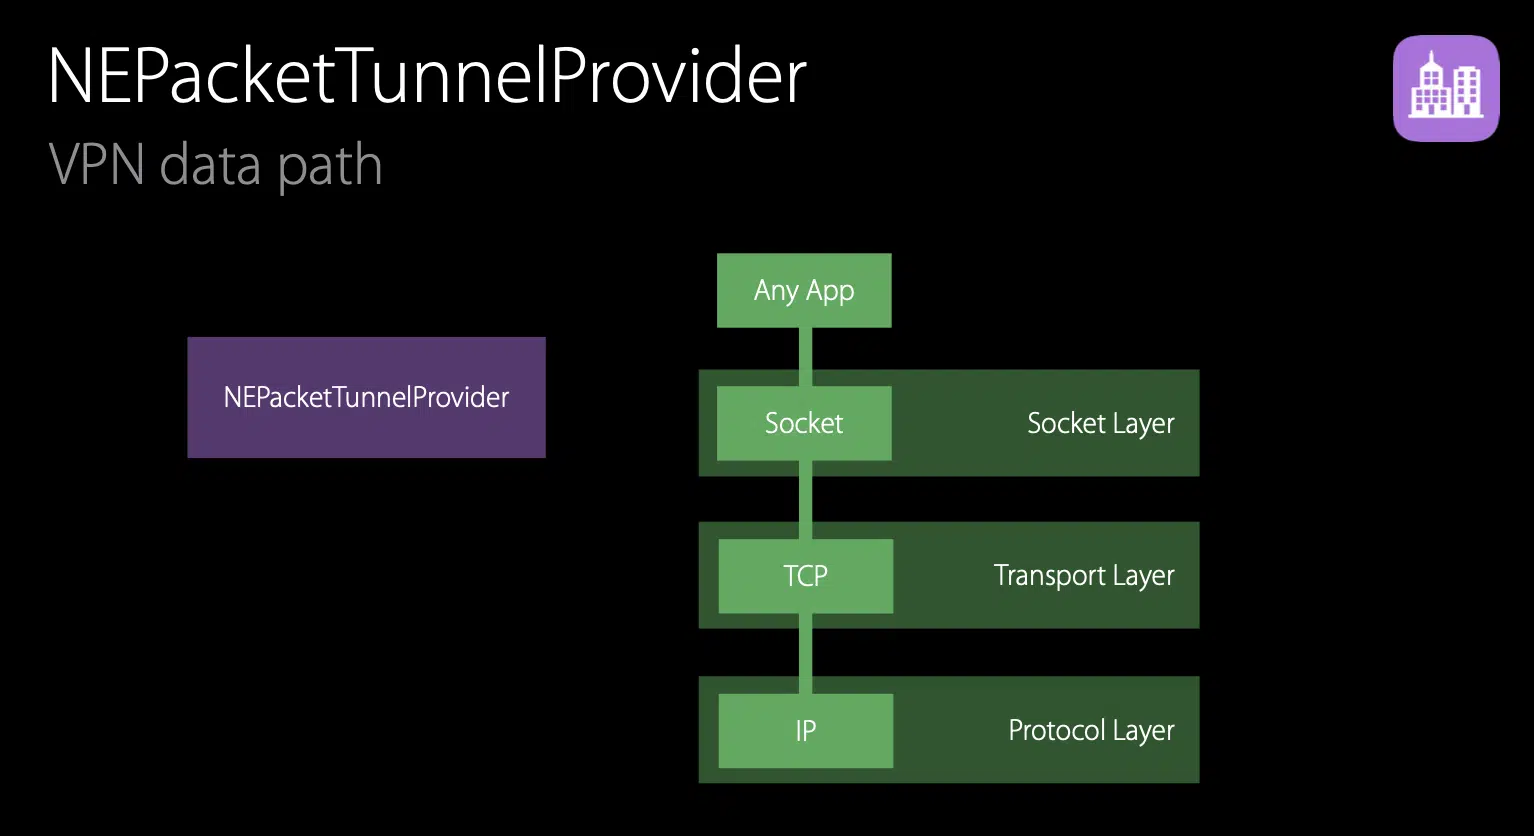 NEPacketTunnelProvider
VPN data path
Any App
NEPacketTunnelProvider
Socket
Socket Layer
TCP
Transport Layer
IP
Protocol Layer